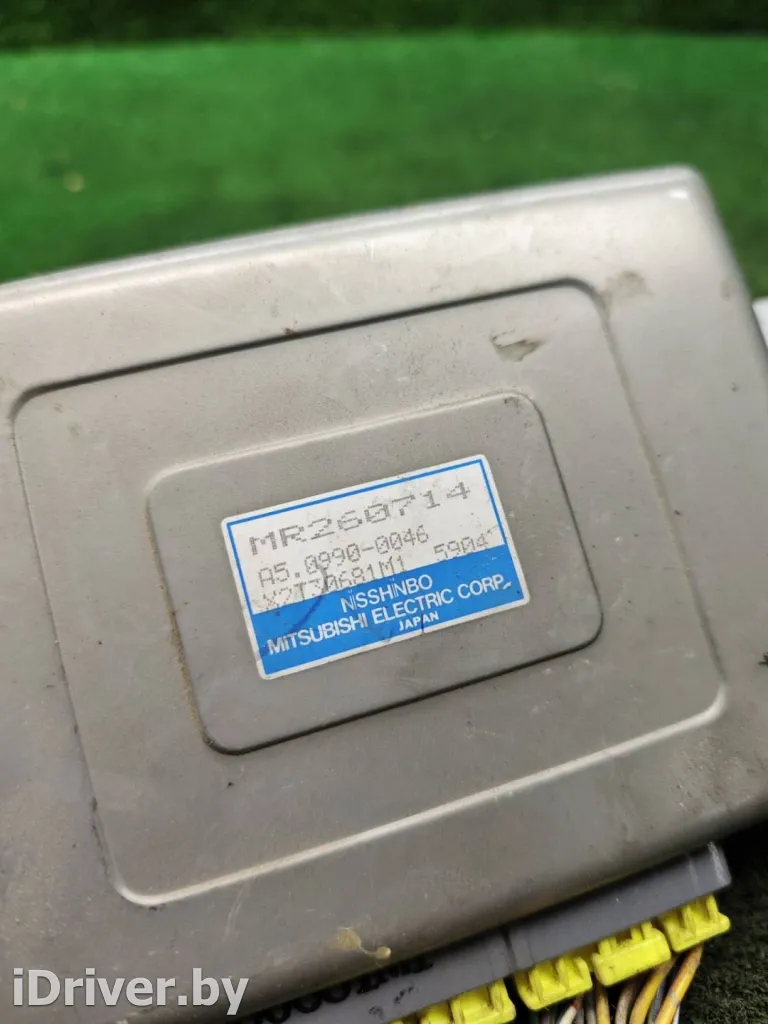 MR260714
A5.0990-0046
X2T30681M1 5904
NISSHINBO
MITSUBISHI ELECTRIC CORP.
JAPAN
iDriver.by